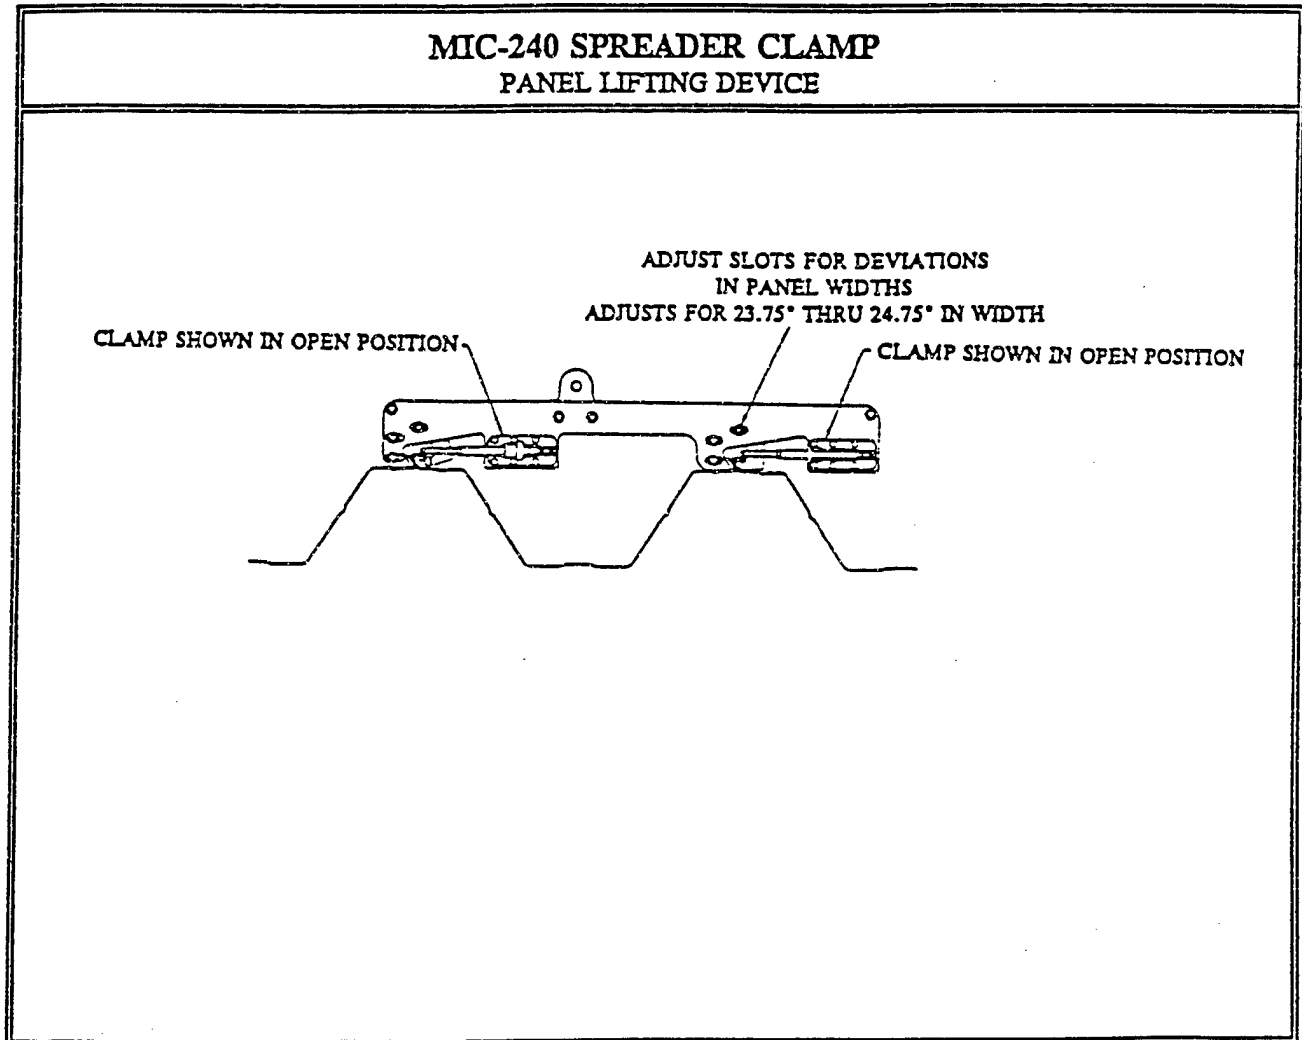 MIC-240 SPREADER CLAMP
PANEL LIFTING DEVICE
ADJUST SLOTS FOR DEVIATIONS
IN PANEL WIDTHS
ADJUSTS FOR 23.75" THRU 24.75" IN WIDTH
CLAMP SHOWN IN OPEN POSITION
CLAMP SHOWN IN OPEN POSITION